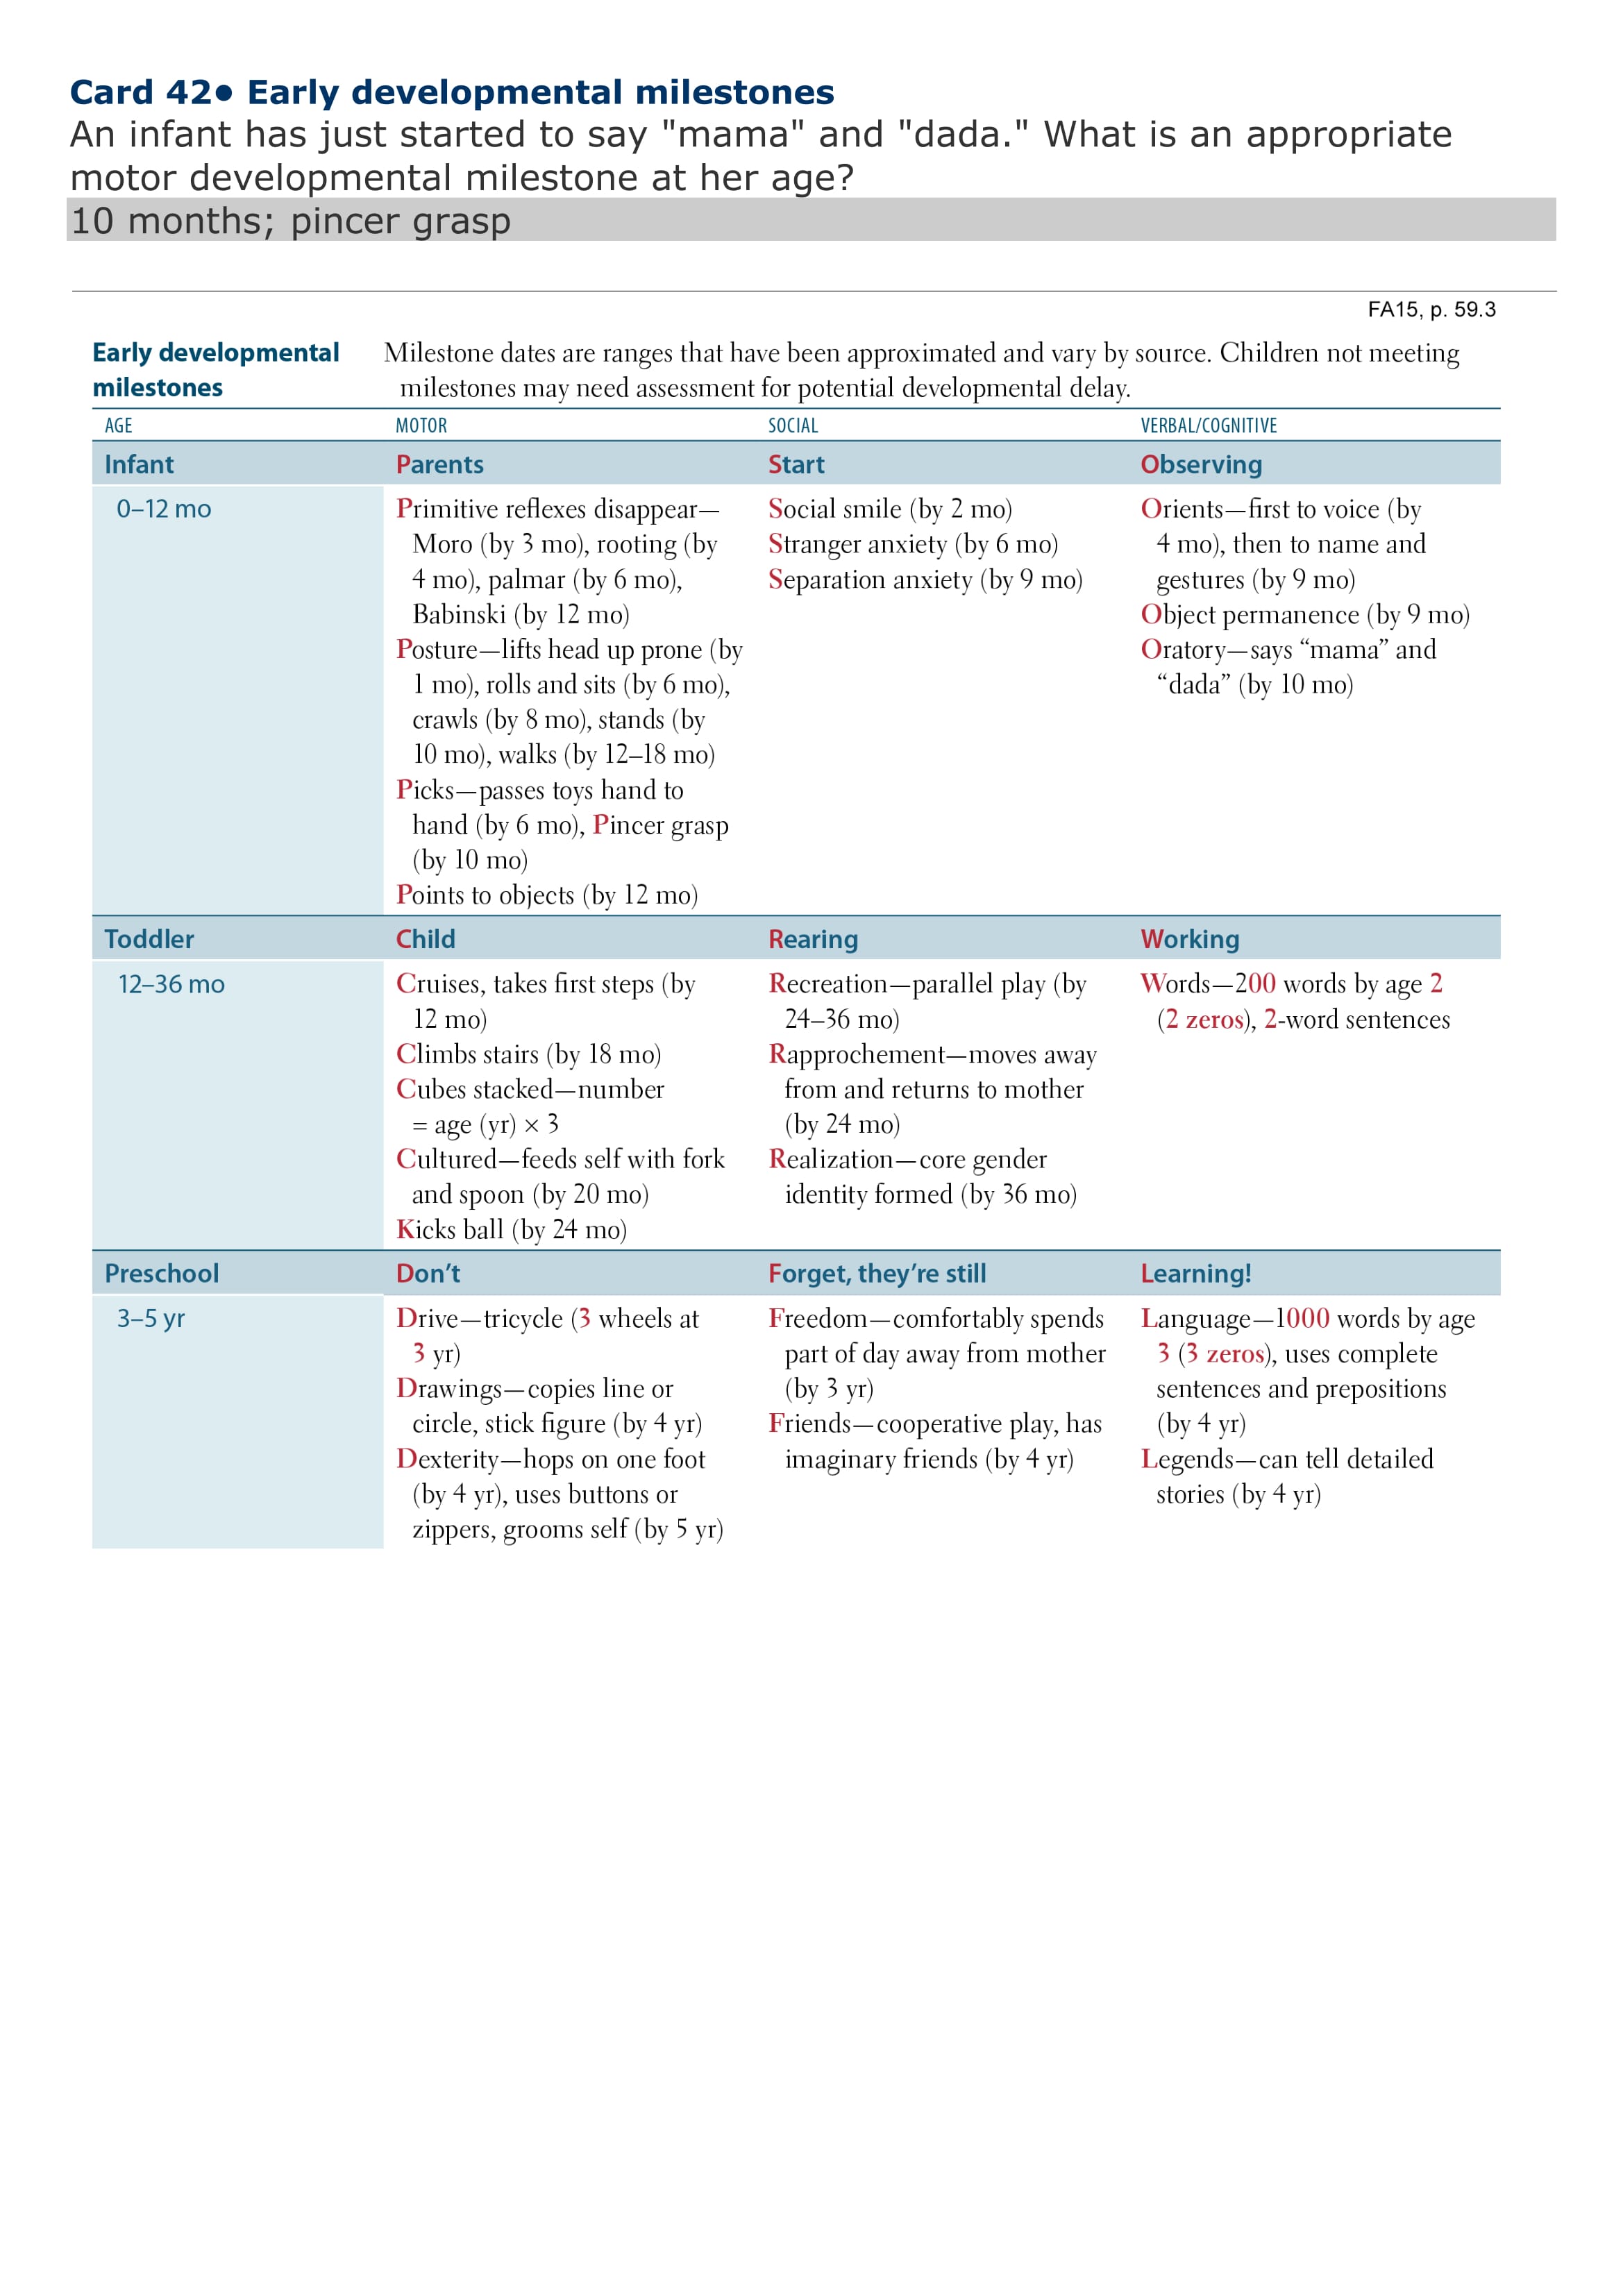 Card 42• Early developmental milestones
An infant has just started to say "mama" and "dada." What is an appropriate
motor developmental milestone at her age?
10 months; pincer grasp
FA15, p. 59.3
Early developmental
milestones
Milestone dates are ranges that have been approximated and vary by source. Children not meeting
milestones may need assessment for potential developmental delay.
AGE MOTOR SOCIAL VERBAL/COGNITIVE
Infant Parents Start Observing
0–12 mo
Primitive reflexes disappear—
Moro (by 3 mo), rooting (by
4 mo), palmar (by 6 mo),
Babinski (by 12 mo)
Posture—lifts head up prone (by
1 mo), rolls and sits (by 6 mo),
crawls (by 8 mo), stands (by
10 mo), walks (by 12–18 mo)
Picks—passes toys hand to
hand (by 6 mo), Pincer grasp
(by 10 mo)
Points to objects (by 12 mo)
Social smile (by 2 mo)
Stranger anxiety (by 6 mo)
Separation anxiety (by 9 mo)
Orients—first to voice (by
4 mo), then to name and
gestures (by 9 mo)
Object permanence (by 9 mo)
Oratory—says “mama” and
“dada” (by 10 mo)
Toddler Child Rearing Working
12–36 mo
Cruises, takes first steps (by
12 mo)
Climbs stairs (by 18 mo)
Cubes stacked—number
= age (yr) × 3
Cultured—feeds self with fork
and spoon (by 20 mo)
Kicks ball (by 24 mo)
Recreation—parallel play (by
24–36 mo)
Rapprochement—moves away
from and returns to mother
(by 24 mo)
Realization—core gender
identity formed (by 36 mo)
Words—200 words by age 2
(2 zeros), 2-word sentences
Preschool Don’t Forget, they’re still Learning!
3–5 yr
Drive—tricycle (3 wheels at
3 yr)
Drawings—copies line or
circle, stick figure (by 4 yr)
Dexterity—hops on one foot
(by 4 yr), uses buttons or
zippers, grooms self (by 5 yr)
Freedom—comfortably spends
part of day away from mother
(by 3 yr)
Friends—cooperative play, has
imaginary friends (by 4 yr)
Language—1000 words by age
3 (3 zeros), uses complete
sentences and prepositions
(by 4 yr)
Legends—can tell detailed
stories (by 4 yr)